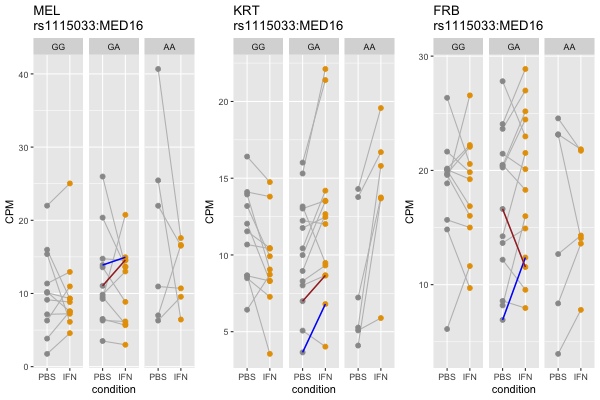 MEL
rs1115033:MED16
GG GA AA
CPM
40
30
20
10
0
PBS IFN PBS IFN PBS IFN
condition
KRT
rs1115033:MED16
GG GA AA
CPM
20
15
10
5
PBS IFN PBS IFN PBS IFN
condition
FRB
rs1115033:MED16
GG GA AA
CPM
30
20
10
PBS IFN PBS IFN PBS IFN
condition